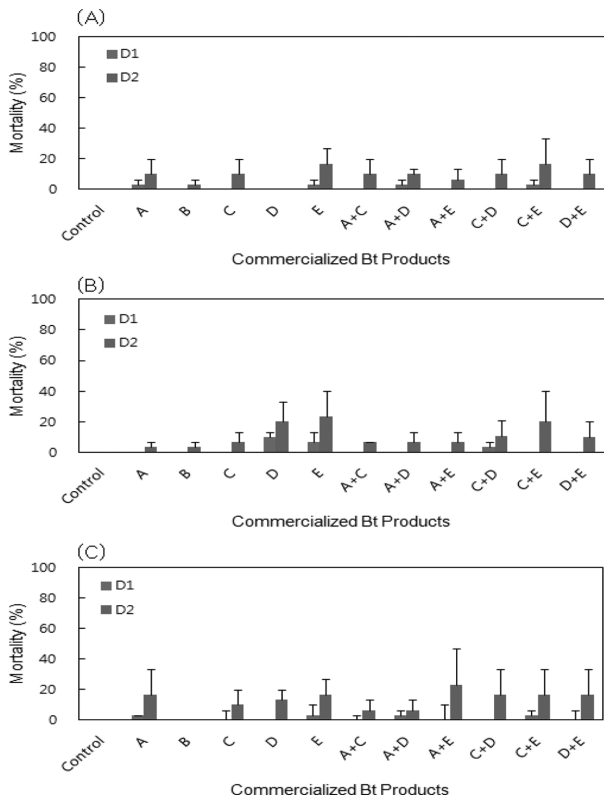 (A)
100
80
60
40
20
0
Mortality (%)
D1
D2
Control
A
B
C
D
E
A+C
A+D
A+E
C+D
C+E
D+E
Commercialized Bt Products
(B)
100
80
60
40
20
0
Mortality (%)
D1
D2
Control
A
B
C
D
E
A+C
A+D
A+E
C+D
C+E
D+E
Commercialized Bt Products
(C)
100
80
60
40
20
0
Mortality (%)
D1
D2
Control
A
B
C
D
E
A+C
A+D
A+E
C+D
C+E
D+E
Commercialized Bt Products